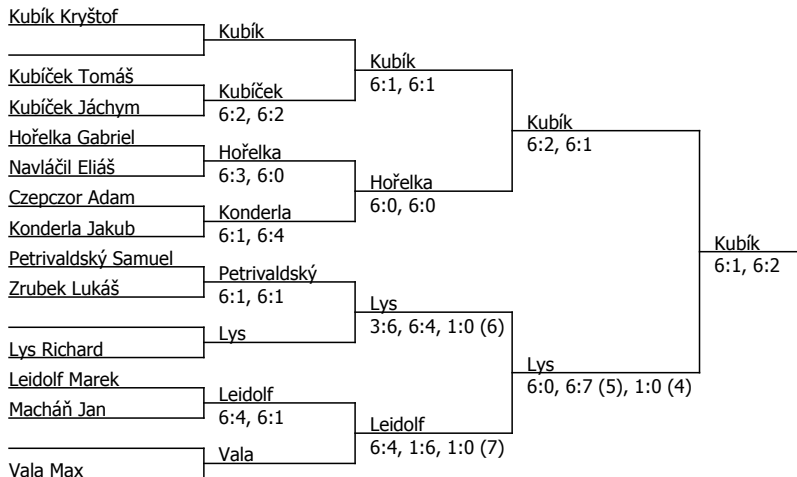 Kubík Kryštof
Kubík
Kubíček Tomáš
Kubíček Jáchym
Kubíček
6:2, 6:2
Kubík
6:1, 6:1
Hořelka Gabriel
Navláčil Eliáš
Hořelka
6:3, 6:0
Czepczor Adam
Konderla Jakub
Konderla
6:1, 6:4
Hořelka
6:0, 6:0
Kubík
6:2, 6:1
Petrivaldský Samuel
Zrubek Lukáš
Petrivaldský
6:1, 6:1
Lys Richard
Lys
Lys
3:6, 6:4, 1:0 (6)
Leidolf Marek
Macháň Jan
Leidolf
6:4, 6:1
Vala Max
Vala
Leidolf
6:4, 1:6, 1:0 (7)
Lys
6:0, 6:7 (5), 1:0 (4)
Kubík
6:1, 6:2